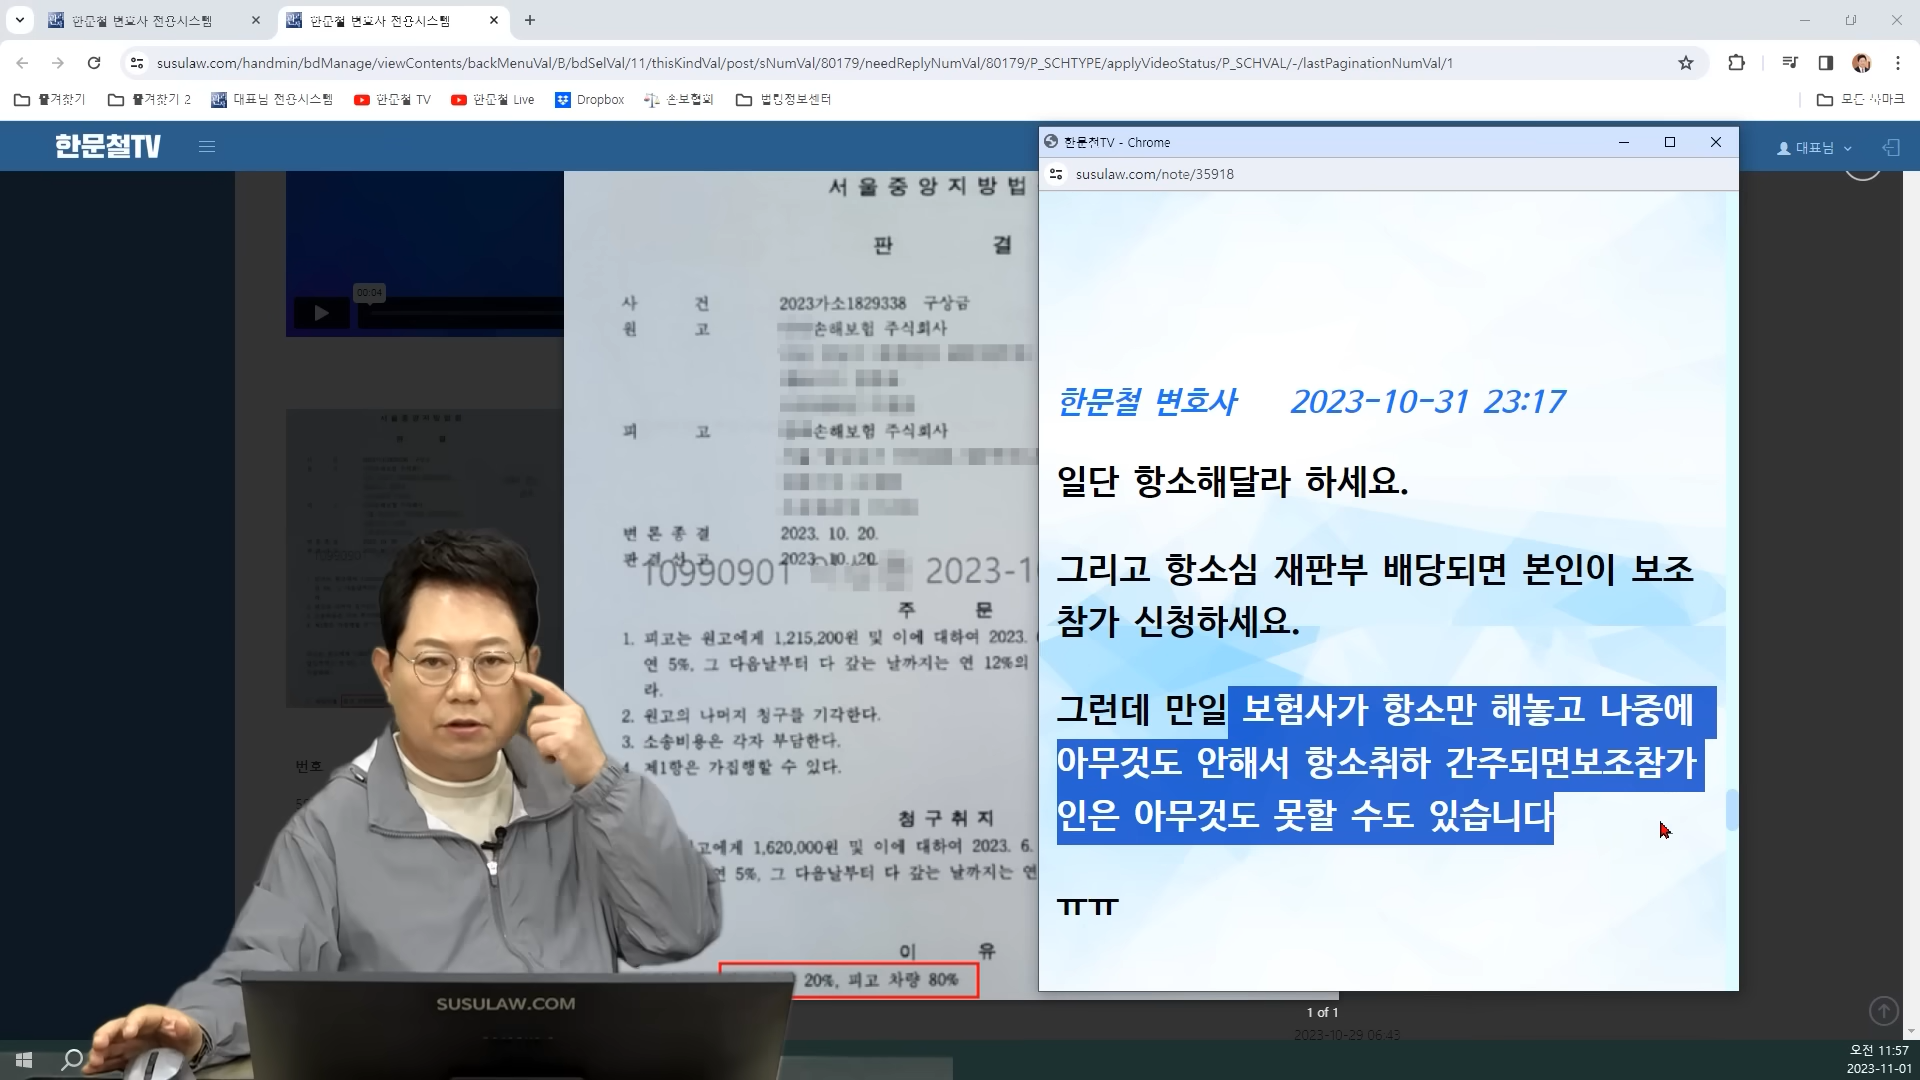 한문철 변호사 전용시스템
한문철 변호사 전용시스템
susulaw.com/handmin/bdManage/viewContents/backMenuVal/B/bdSelVal/11/thisKindVal/post/sNumVal/80179/needReplyNumVal/80179/P_SCHTYPE/applyVideoStatus/P_SCHVAL/-/lastPaginationNumVal/1
즐겨찾기
즐겨찾기 2
대표님 전용시스템
한문철 TV
한문철 Live
Dropbox
손보협회
법링정보센터
모든 북마크
한문철TV
대표님
00:04
서울중앙지방법
판 결
사 건 2023가소1829338 구상금
원 고 손해보험 주식회사
피 고 손해보험 주식회사
변론종결 2023. 10. 20.
판결선고 2023. 10. 20.
10990901 2023-1
주 문
1. 피고는 원고에게 1,215,200원 및 이에 대하여 2023.
연 5%, 그 다음날부터 다 갚는 날까지는 연 12%의
라.
2. 원고의 나머지 청구를 기각한다.
3. 소송비용은 각자 부담한다.
4. 제1항은 가집행할 수 있다.
청구취지
고에게 1,620,000원 및 이에 대하여 2023. 6.
연 5%, 그 다음날부터 다 갚는 날까지는 연
이 유
20%, 피고 차량 80%
번호
1 of 1
2023-10-29 06:43
한문철TV - Chrome
susulaw.com/note/35918
한문철 변호사 2023-10-31 23:17
일단 항소해달라 하세요.
그리고 항소심 재판부 배당되면 본인이 보조
참가 신청하세요.
그런데 만일 보험사가 항소만 해놓고 나중에
아무것도 안해서 항소취하 간주되면보조참가
인은 아무것도 못할 수도 있습니다
ㅠㅠ
SUSULAW.COM
오전 11:57
2023-11-01